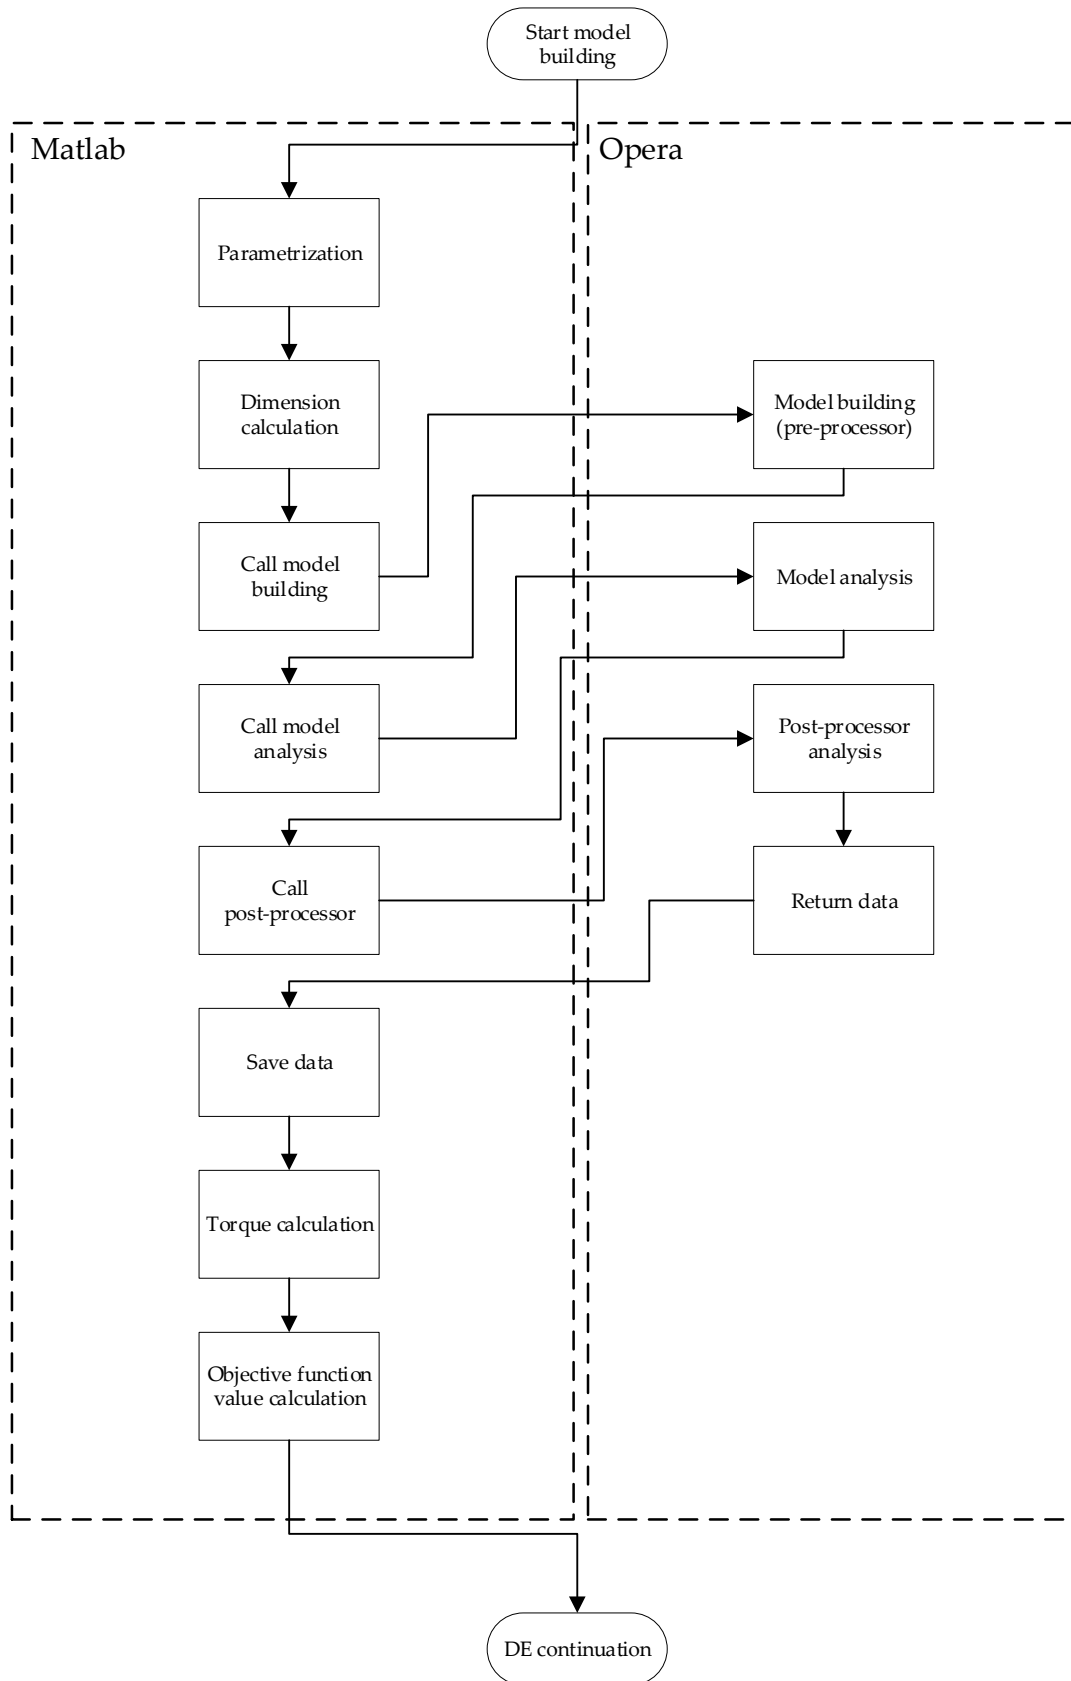 Start model
building
Matlab
Opera
Parametrization
Dimension
calculation
Model building
(pre-processor)
Call model
building
Model analysis
Call model
analysis
Post-processor
analysis
Call
post-processor
Return data
Save data
Torque calculation
Objective function
value calculation
DE continuation